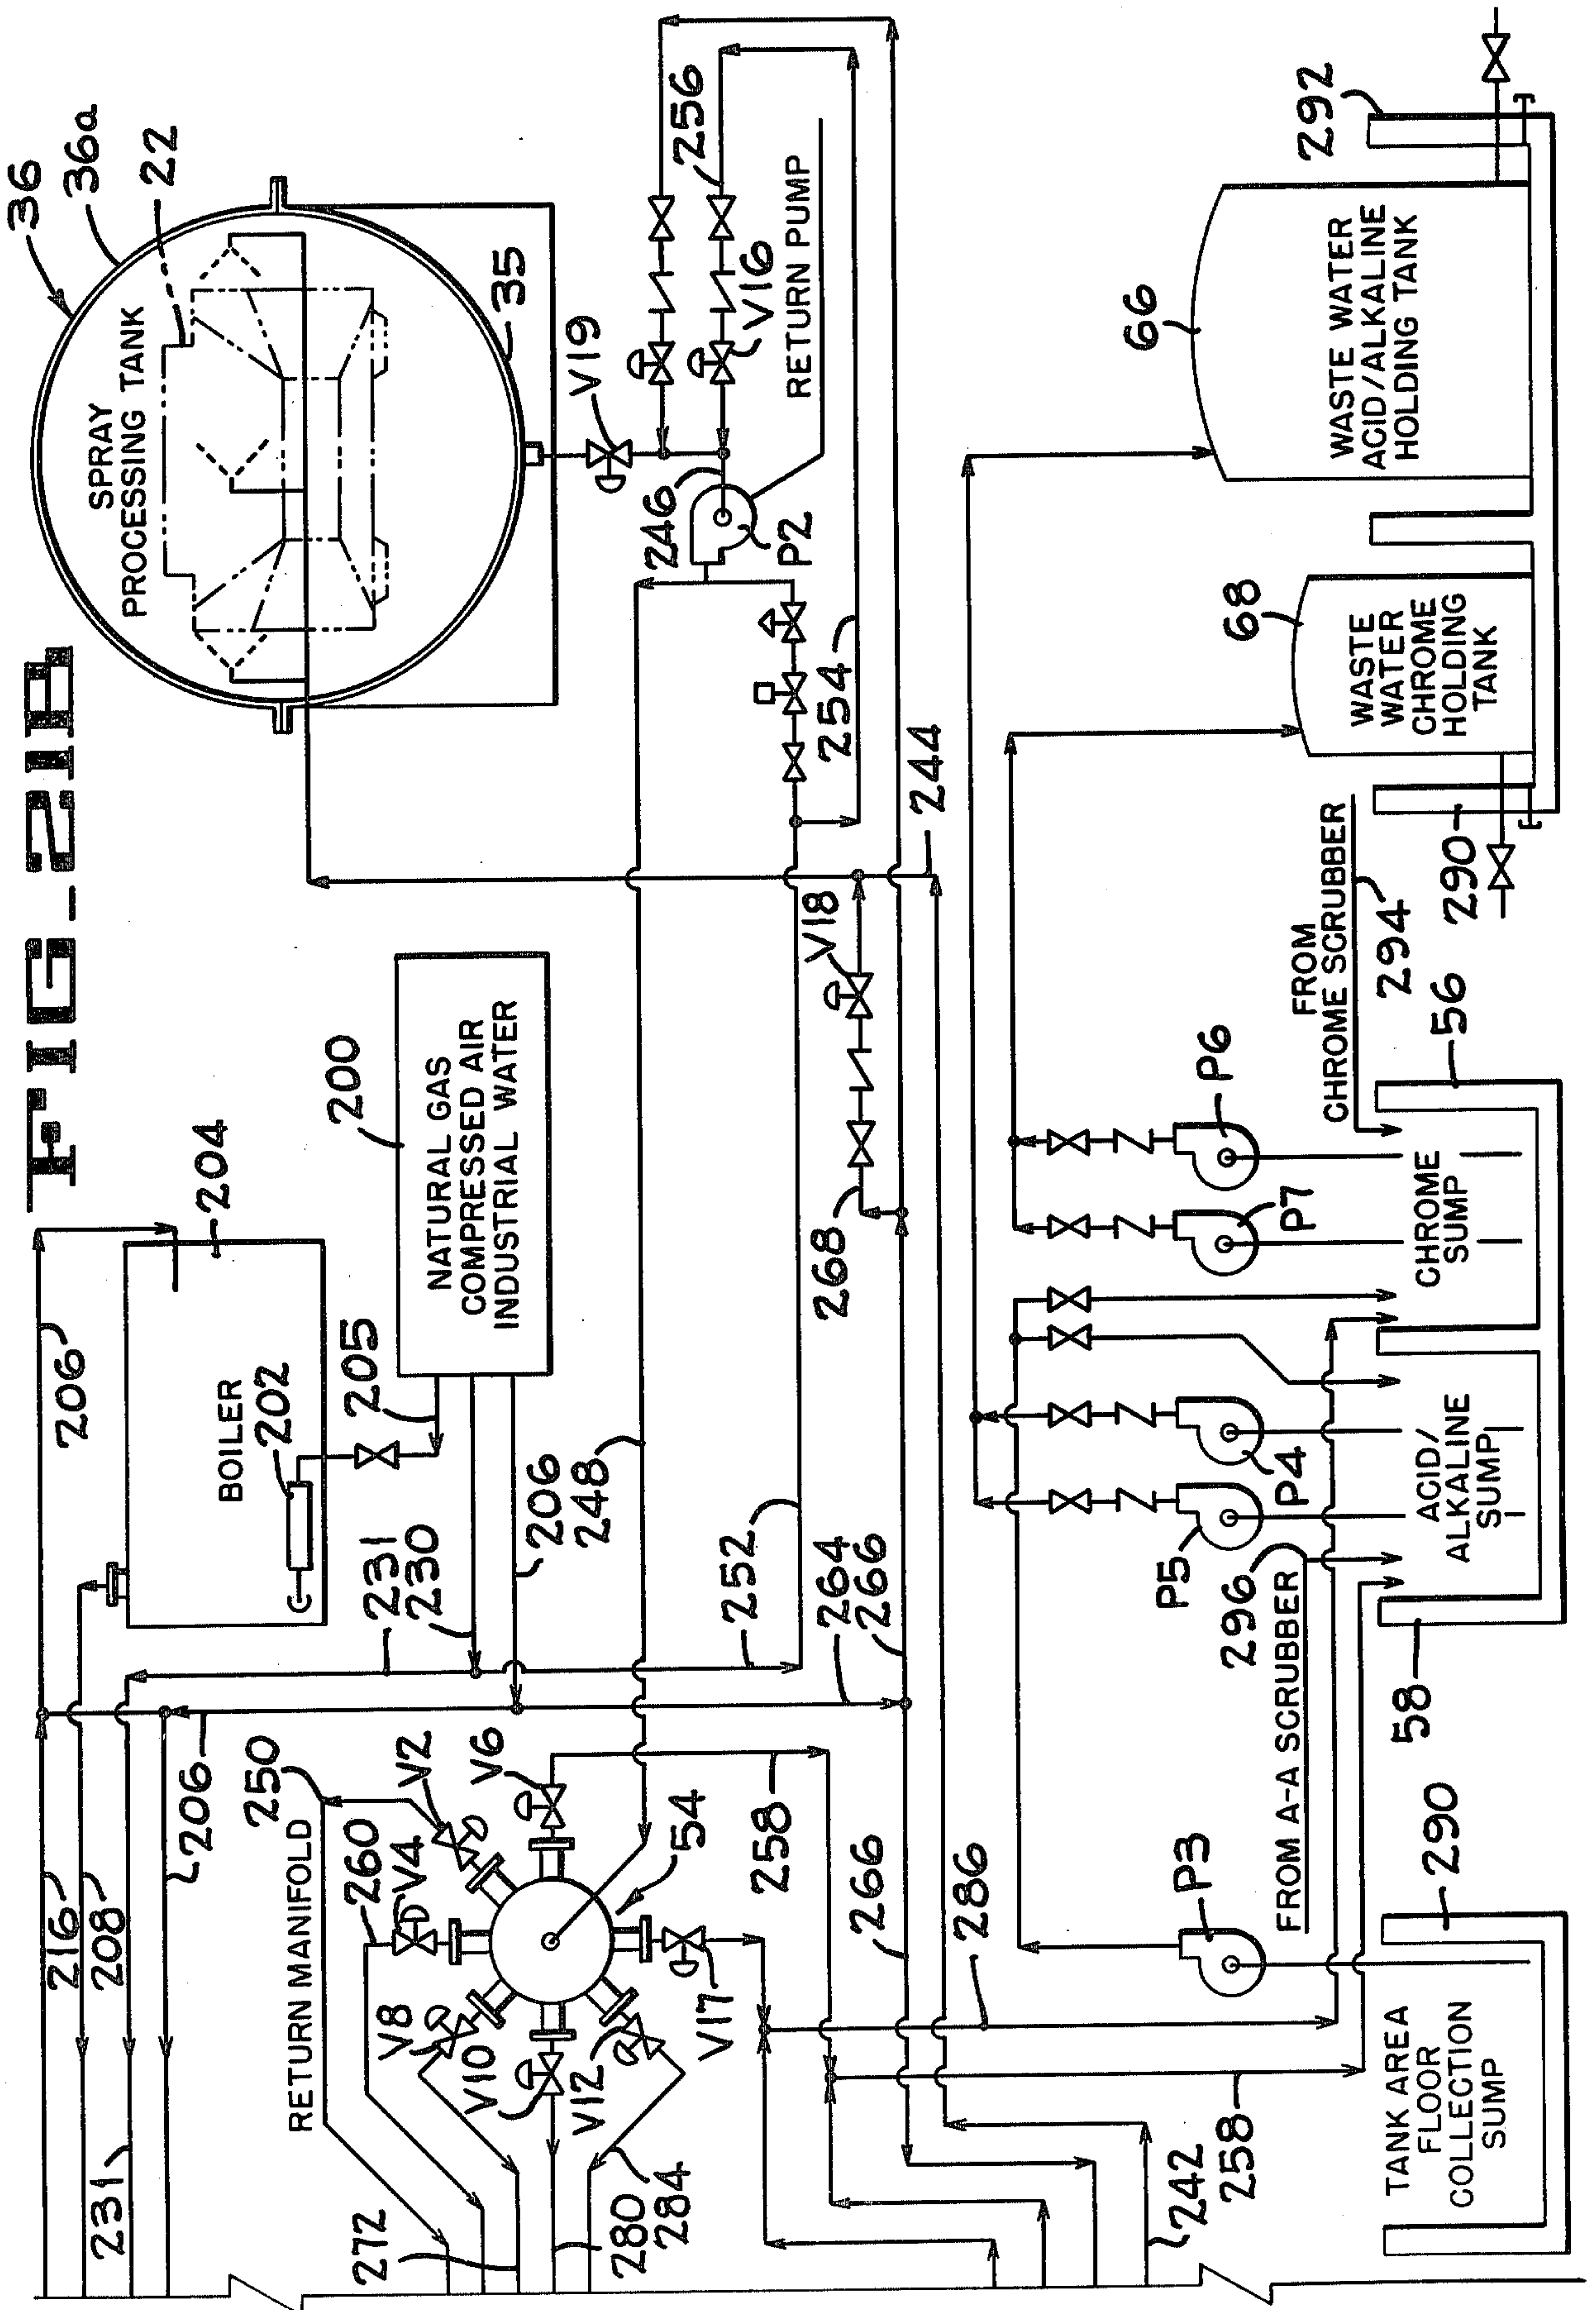 FIG_21B
36
36a
22
SPRAY
PROCESSING TANK
35
V19
256
V16
RETURN PUMP
246
P2
254
244
204
206
BOILER
202
205
200
NATURAL GAS
COMPRESSED AIR
INDUSTRIAL WATER
V18
268
206
248
231
230
252
264
266
216
208
231
206
250
RETURN MANIFOLD
260
V4
V2
V6
54
258
V8
V10
V12
V17
272
280
284
266
286
242
258
66
WASTE WATER
ACID/ALKALINE
HOLDING TANK
292
68
WASTE
WATER
CHROME
HOLDING
TANK
290
FROM
CHROME SCRUBBER
294
56
P6
P7
CHROME
SUMP
P4
P5
ACID/
ALKALINE
SUMP
296
FROM A-A SCRUBBER
58
P3
290
TANK AREA
FLOOR
COLLECTION
SUMP